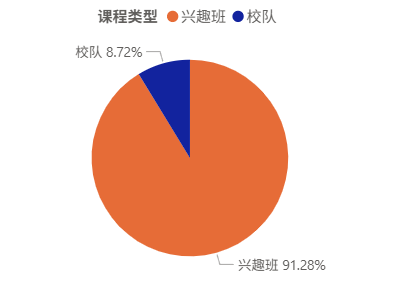 课程类型 兴趣班 校队
校队 8.72%
兴趣班 91.28%